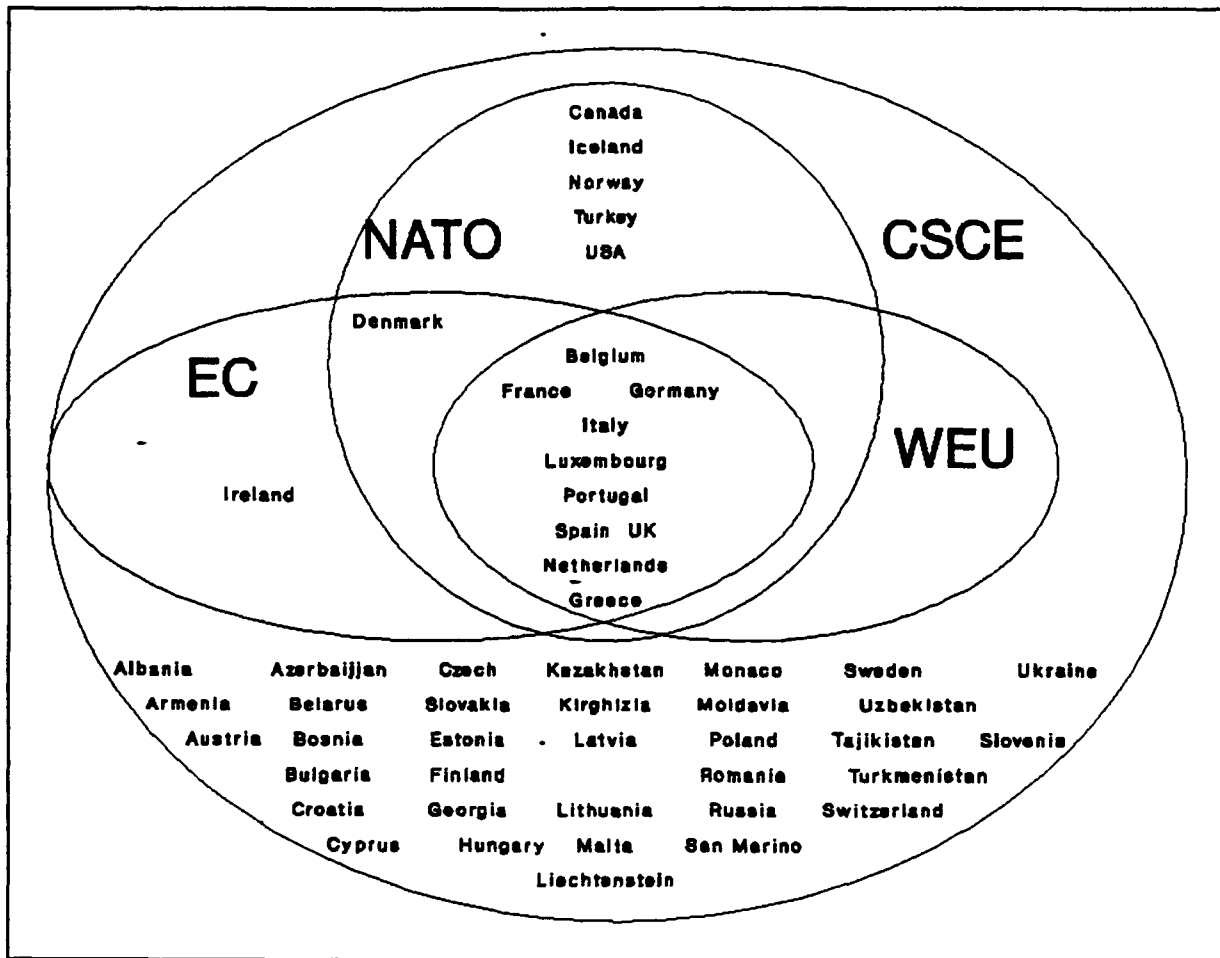 Canada
Iceland
Norway
Turkey
NATO CSCE
USA
Denmark
Belgium
EC
France Germany
Italy
WEU
Luxembourg
Ireland Portugal
Spain UK
Netherlands
Greece
Albania Azerbaijjan Czech Kazakhstan Monaco Sweden Ukraine
Armenia Belarus Slovakia Kirghizia Moldavia Uzbekistan
Austria Bosnia Estonia Latvia Poland Tajikistan Slovenia
Bulgaria Finland Romania Turkmenistan
Croatia Georgia Lithuania Russia Switzerland
Cyprus Hungary Malta San Marino
Liechtenstein